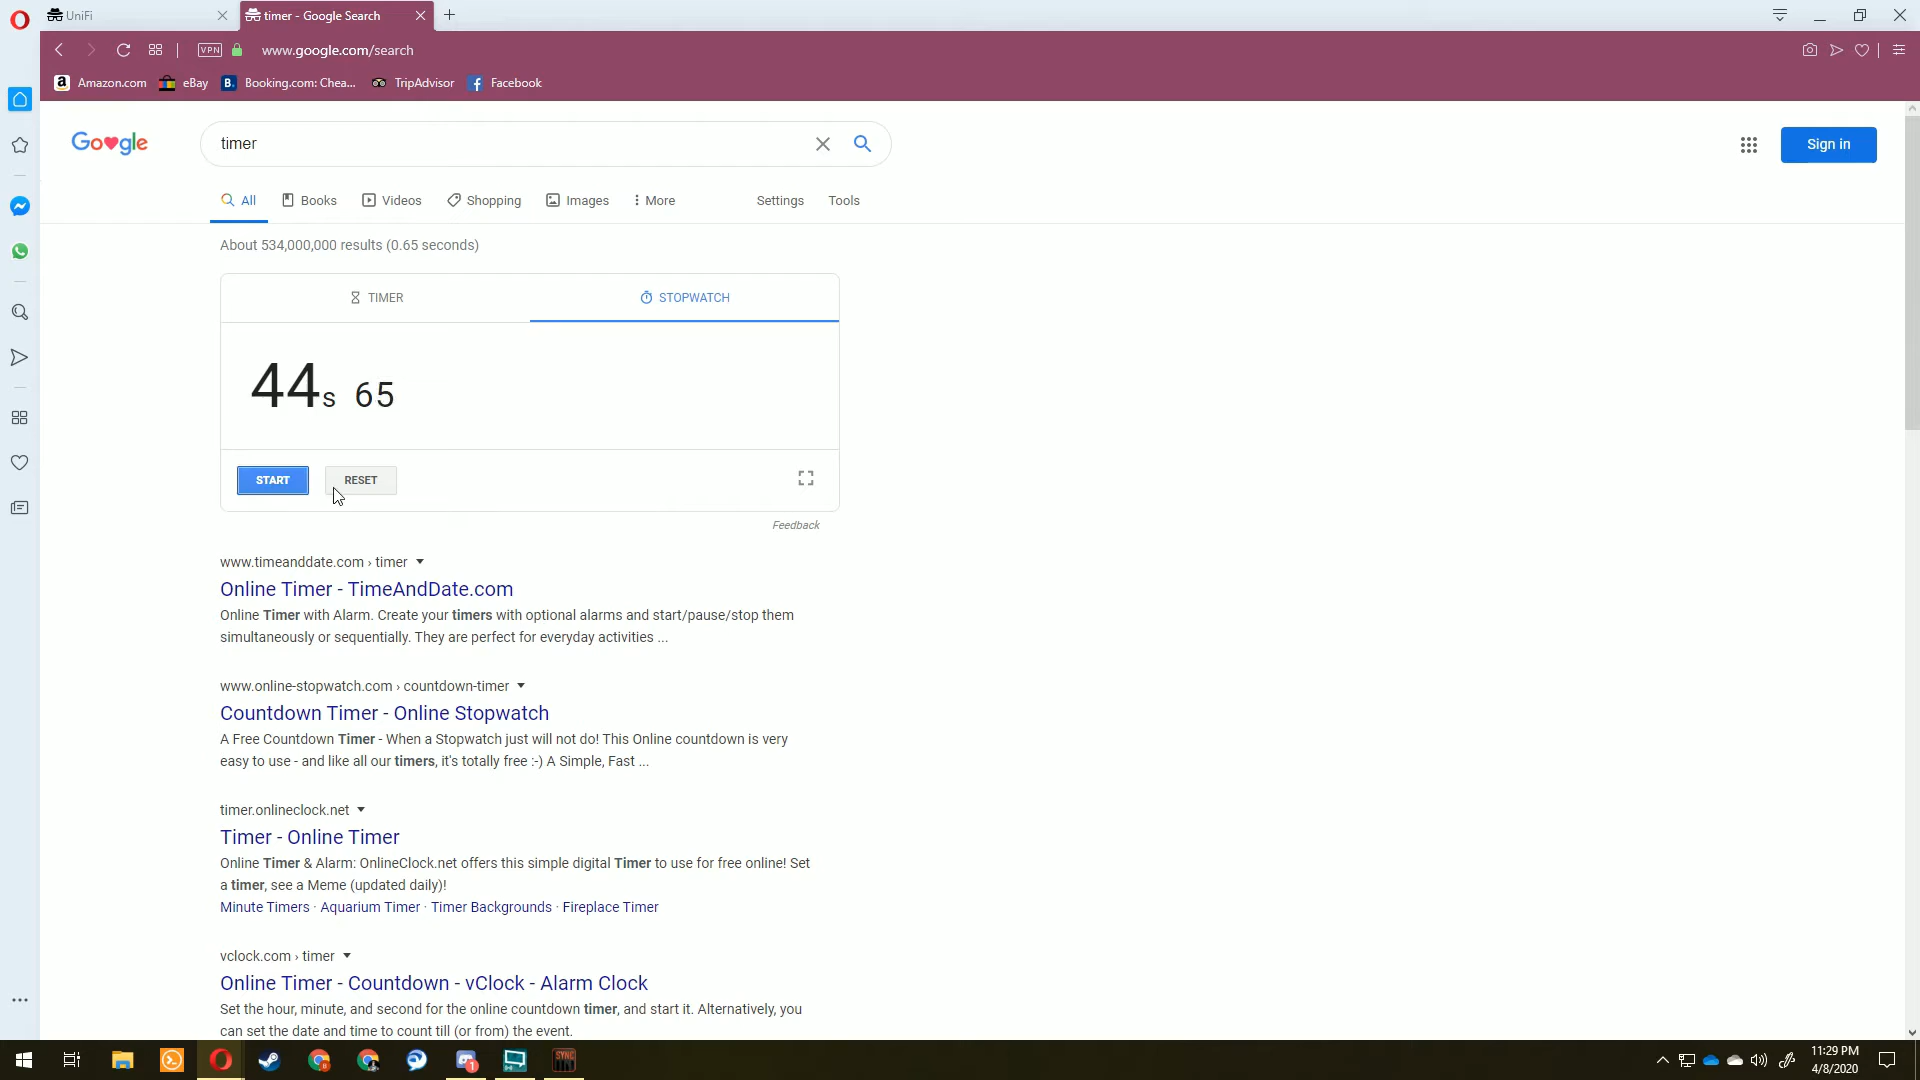 UniFi
timer - Google Search
VPN
www.google.com/search
Amazon.com
eBay
Booking.com: Chea...
TripAdvisor
Facebook
Google
timer
Sign in
All
Books
Videos
Shopping
Images
More
Settings
Tools
About 534,000,000 results (0.65 seconds)
TIMER
STOPWATCH
44s 65
START
RESET
Feedback
www.timeanddate.com › timer
Online Timer - TimeAndDate.com
Online Timer with Alarm. Create your timers with optional alarms and start/pause/stop them
simultaneously or sequentially. They are perfect for everyday activities ...
www.online-stopwatch.com › countdown-timer
Countdown Timer - Online Stopwatch
A Free Countdown Timer - When a Stopwatch just will not do! This Online countdown is very
easy to use - and like all our timers, it's totally free :-) A Simple, Fast ...
timer.onlineclock.net
Timer - Online Timer
Online Timer & Alarm: OnlineClock.net offers this simple digital Timer to use for free online! Set
a timer, see a Meme (updated daily)!
Minute Timers · Aquarium Timer · Timer Backgrounds · Fireplace Timer
vclock.com › timer
Online Timer - Countdown - vClock - Alarm Clock
Set the hour, minute, and second for the online countdown timer, and start it. Alternatively, you
can set the date and time to count till (or from) the event.
SYNC
11:29 PM
4/8/2020